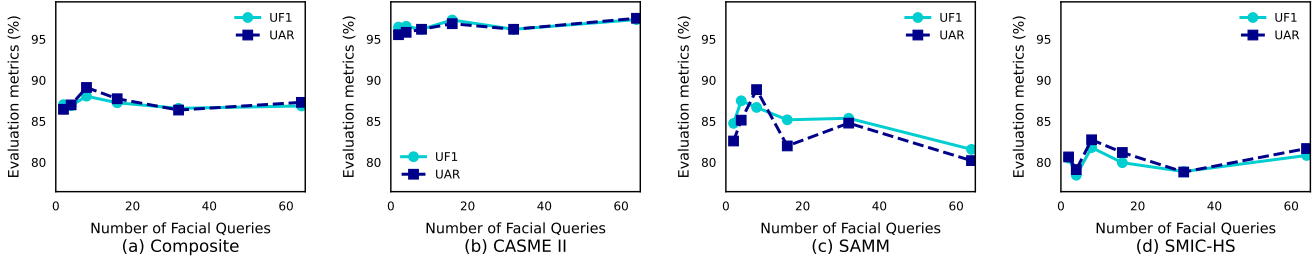 Evaluation metrics (%)
95
90
85
80
UF1
UAR
0
20
40
60
Number of Facial Queries
(a) Composite
Evaluation metrics (%)
95
90
85
80
UF1
UAR
0
20
40
60
Number of Facial Queries
(b) CASME II
Evaluation metrics (%)
95
90
85
80
UF1
UAR
0
20
40
60
Number of Facial Queries
(c) SAMM
Evaluation metrics (%)
95
90
85
80
UF1
UAR
0
20
40
60
Number of Facial Queries
(d) SMIC-HS